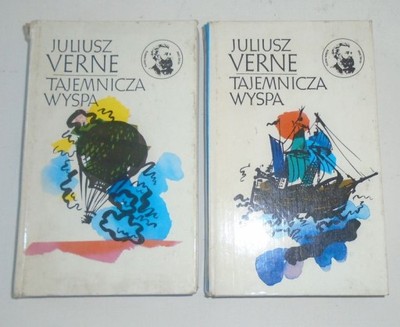 JULIUSZ
VERNE
TAJEMNICZA
WYSPA
JULIUSZ
VERNE
TAJEMNICZA
WYSPA